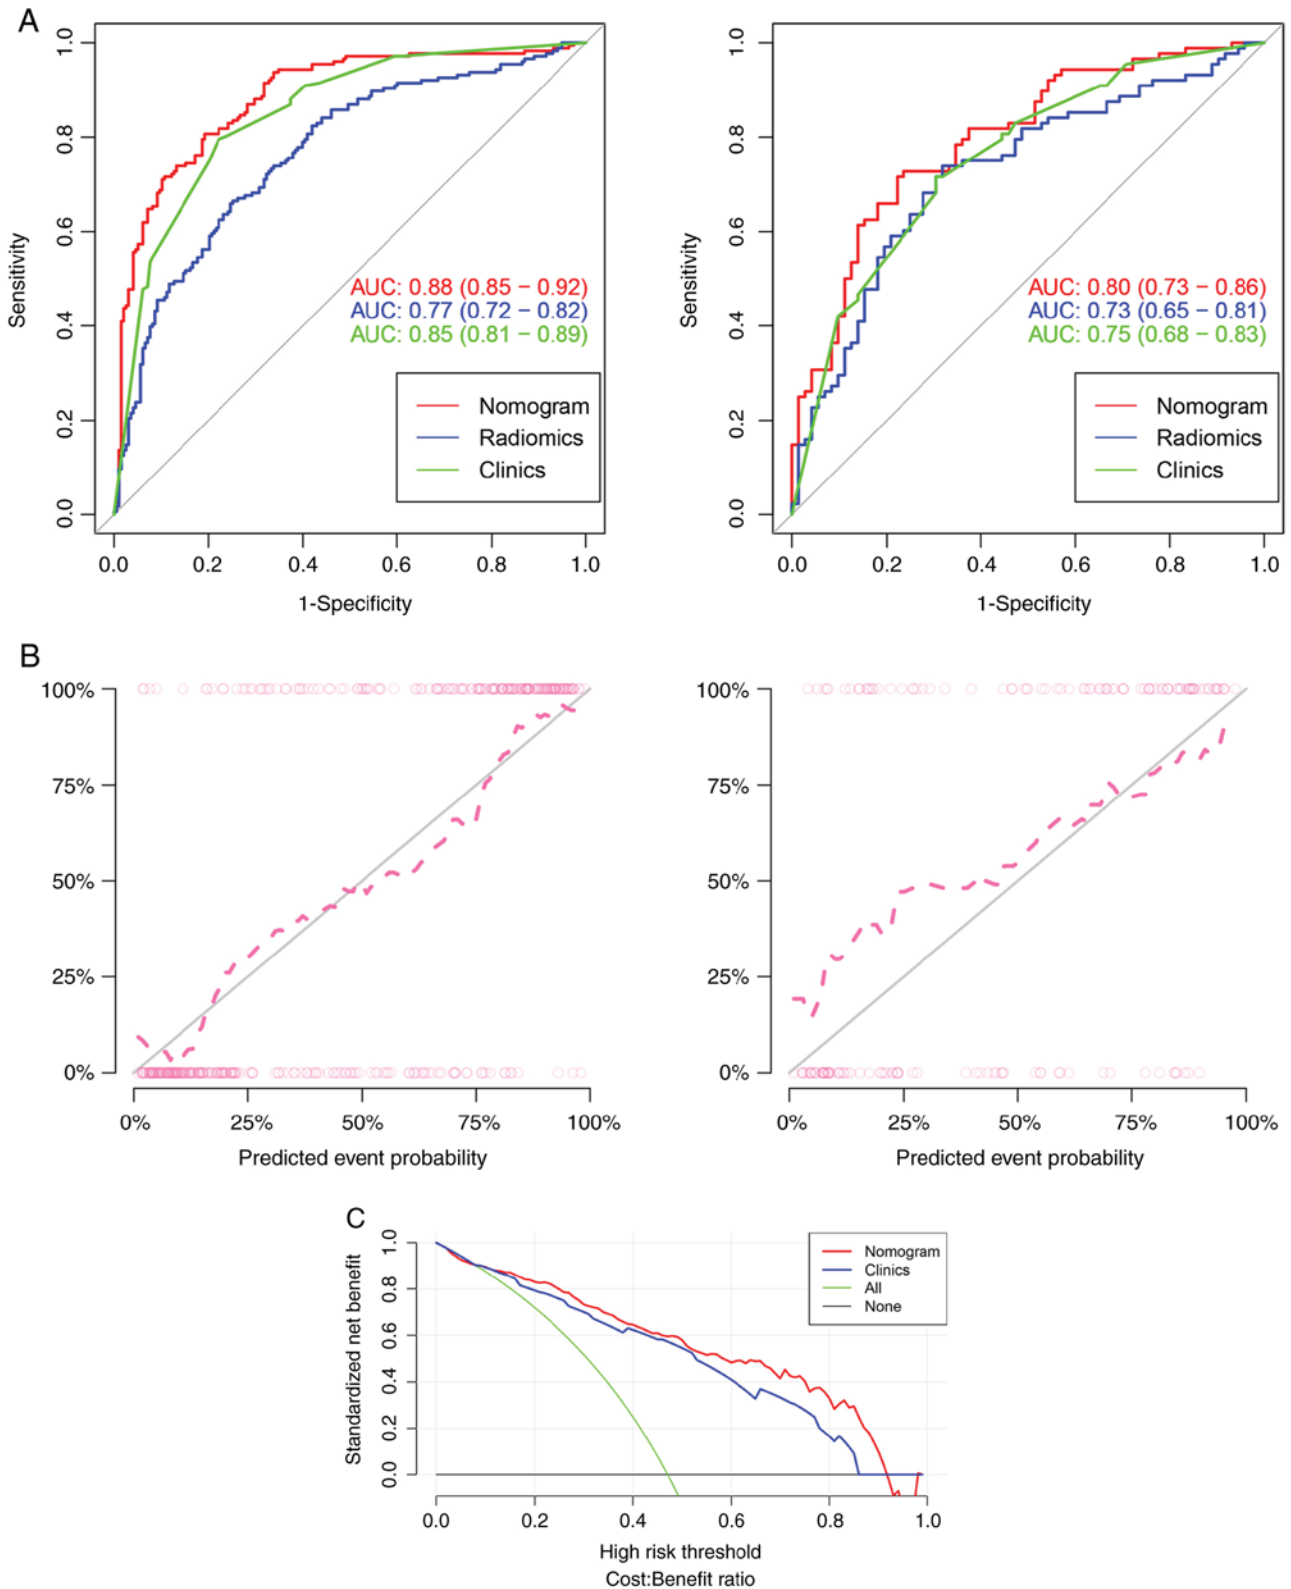 A
1.0
0.8
0.6
0.4
0.2
0.0
Sensitivity
AUC: 0.88 (0.85 – 0.92)
AUC: 0.77 (0.72 – 0.82)
AUC: 0.85 (0.81 – 0.89)
Nomogram
Radiomics
Clinics
0.0 0.2 0.4 0.6 0.8 1.0
1-Specificity
1.0
0.8
0.6
0.4
0.2
0.0
Sensitivity
AUC: 0.80 (0.73 – 0.86)
AUC: 0.73 (0.65 – 0.81)
AUC: 0.75 (0.68 – 0.83)
Nomogram
Radiomics
Clinics
0.0 0.2 0.4 0.6 0.8 1.0
1-Specificity
B
100%
75%
50%
25%
0%
0% 25% 50% 75% 100%
Predicted event probability
100%
75%
50%
25%
0%
0% 25% 50% 75% 100%
Predicted event probability
C
Standardized net benefit
1.0
0.8
0.6
0.4
0.2
0.0
Nomogram
Clinics
All
None
0.0 0.2 0.4 0.6 0.8 1.0
High risk threshold
Cost:Benefit ratio